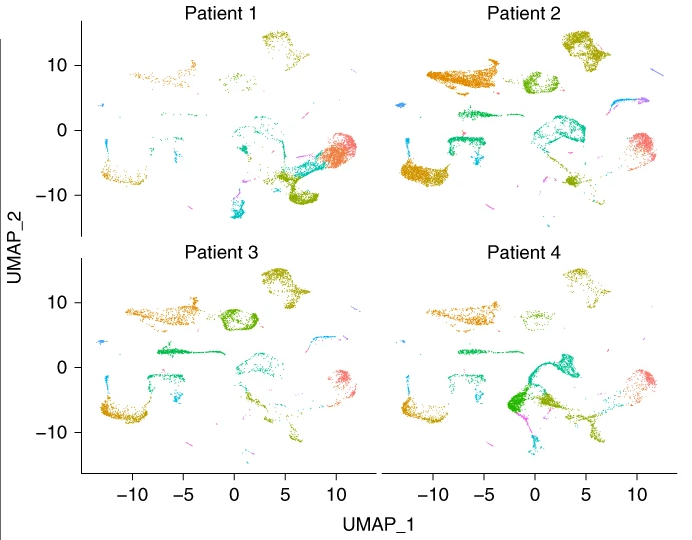 Patient 1
Patient 2
10
0
−10
Patient 3
Patient 4
10
0
−10
UMAP_2
−10 −5 0 5 10
−10 −5 0 5 10
UMAP_1